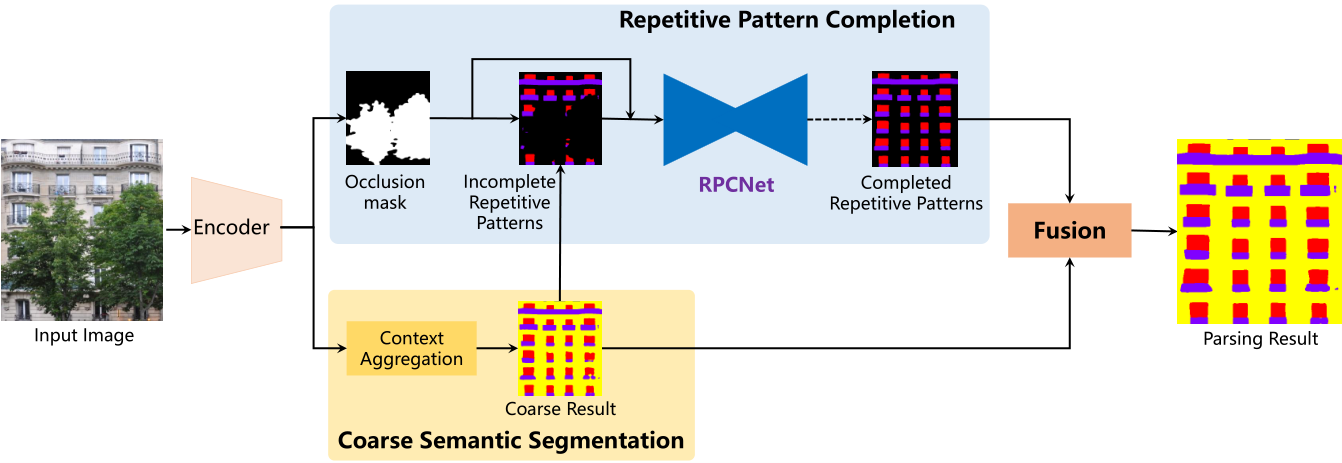 Repetitive Pattern Completion
Occlusion
mask
Incomplete
Repetitive
Patterns
RPCNet
Completed
Repetitive Patterns
Input Image
Encoder
Fusion
Parsing Result
Context
Aggregation
Coarse Result
Coarse Semantic Segmentation